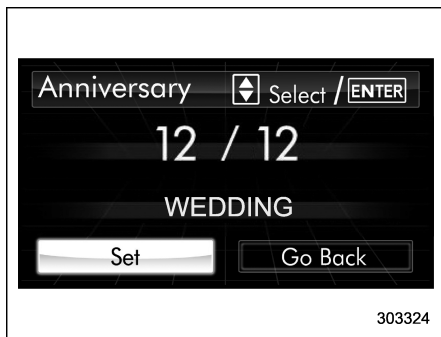 Anniversary Select / ENTER
12 / 12
WEDDING
Set Go Back
303324